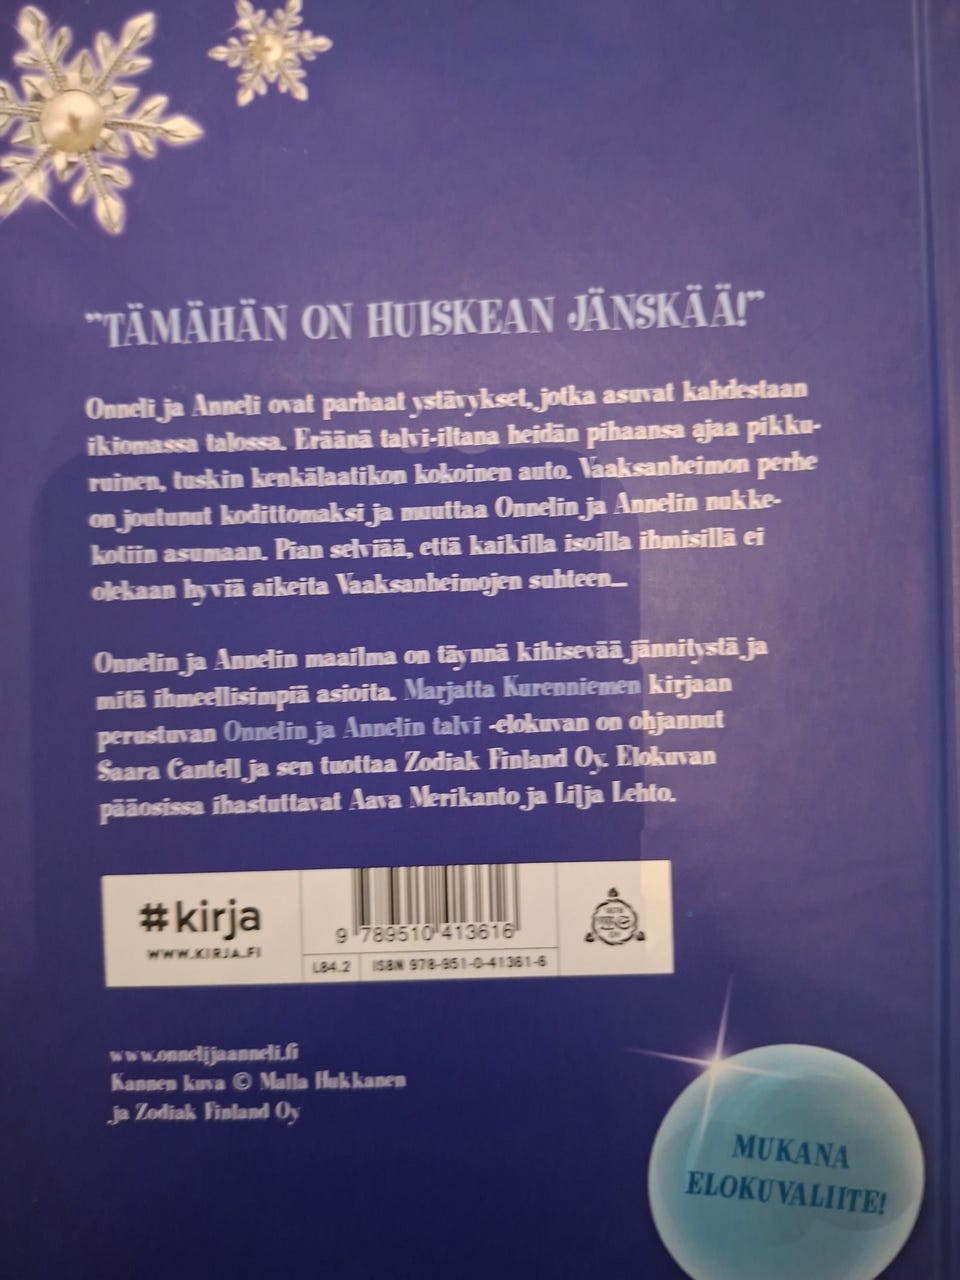 ”TÄMÄHÄN ON HUISKEAN JÄNSKÄÄ!”
Onneli ja Anneli ovat parhaat ystävykset, jotka asuvat kahdestaan
ikiomassa talossa. Eräänä talvi-iltana heidän pihaansa ajaa pikku-
ruinen, tuskin kenkälaatikon kokoinen auto. Vaaksanheimon perhe
on joutunut kodittomaksi ja muuttaa Onnelin ja Annelin nukke-
kotiin asumaan. Pian selviää, että kaikilla isoilla ihmisillä ei
olekaan hyviä aikeita Vaaksanheimojen suhteen...
Onnelin ja Annelin maailma on täynnä kihisevää jännitystä ja
mitä ihmeellisimpiä asioita. Marjatta Kurenniemen kirjaan
perustuvan Onnelin ja Annelin talvi -elokuvan on ohjannut
Saara Cantell ja sen tuottaa Zodiak Finland Oy. Elokuvan
pääosissa ihastuttavat Aava Merikanto ja Lilja Lehto.
#kirja
WWW.KIRJA.FI
9 789510 413616
L84.2
ISBN 978-951-0-41361-6
www.onnelijaanneli.fi
Kannen kuva © Malla Hukkanen
ja Zodiak Finland Oy
MUKANA
ELOKUVALIITE!